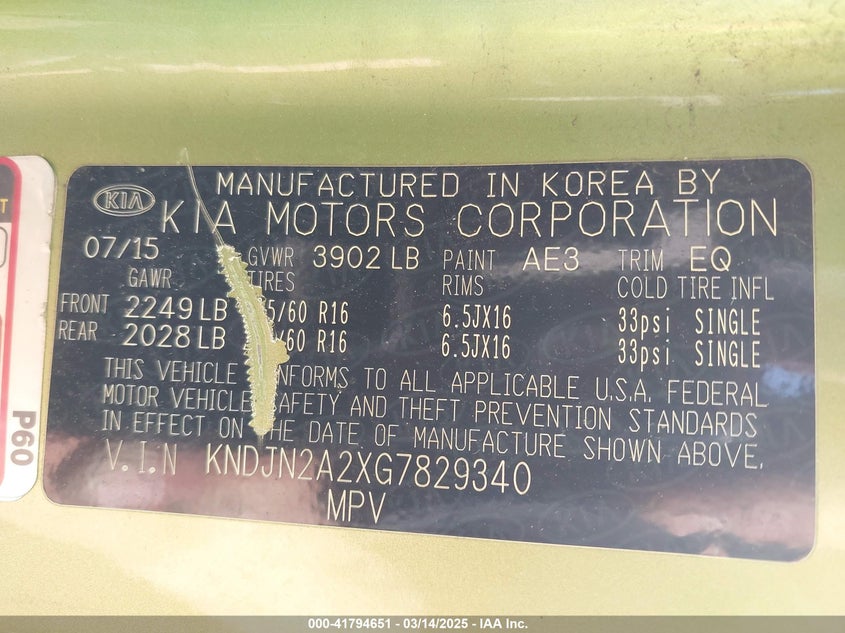 KIA
MANUFACTURED IN KOREA BY
KIA MOTORS CORPORATION
07/15 GVWR 3902 LB PAINT AE3 TRIM EQ
GAWR TIRES RIMS COLD TIRE INFL
FRONT 2249 LB 5/60 R16 6.5JX16 33psi SINGLE
REAR 2028 LB /60 R16 6.5JX16 33psi SINGLE
THIS VEHICLE NFORMS TO ALL APPLICABLE U.S.A. FEDERAL
MOTOR VEHICLE AFETY AND THEFT PREVENTION STANDARDS
IN EFFECT ON HE DATE OF MANUFACTURE SHOWN ABOVE.
V.I.N KNDJN2A2XG7829340
MPV
P60
000-41794651 - 03/14/2025 - IAA Inc.